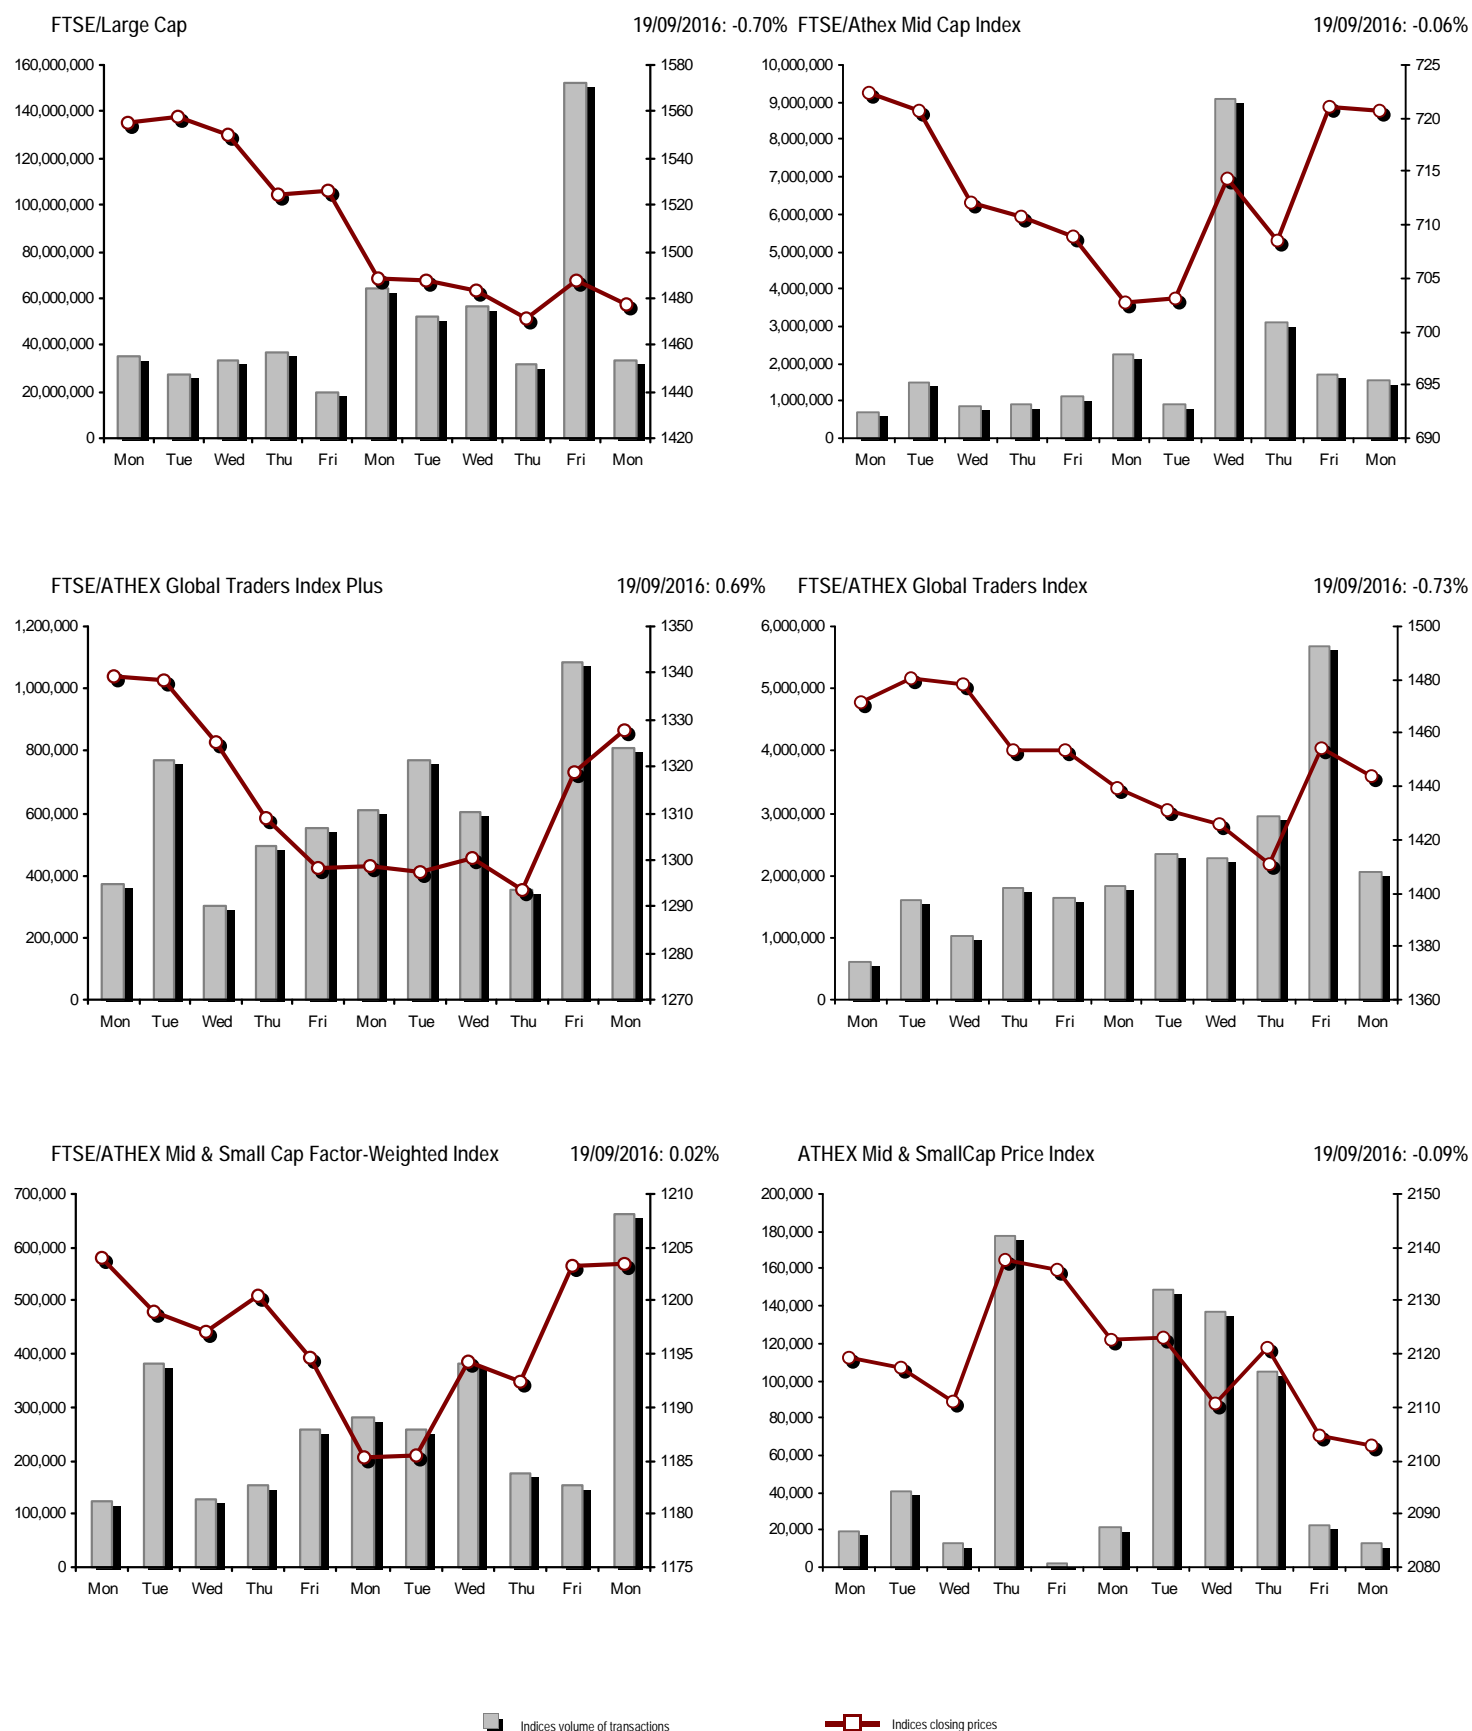 FTSE/Large Cap 19/09/2016: -0.70% FTSE/Athex Mid Cap Index 19/09/2016: -0.06%
160,000,000 1580 10,000,000 725
140,000,000 1560 9,000,000 720
120,000,000 1540 8,000,000 715
100,000,000 1520 7,000,000 710
80,000,000 1500 6,000,000 705
60,000,000 1480 5,000,000 700
40,000,000 1460 4,000,000 695
20,000,000 1440 3,000,000 690
0 1420 2,000,000
1,000,000
0
Mon Tue Wed Thu Fri Mon Tue Wed Thu Fri Mon Mon Tue Wed Thu Fri Mon Tue Wed Thu Fri Mon
FTSE/ATHEX Global Traders Index Plus 19/09/2016: 0.69% FTSE/ATHEX Global Traders Index 19/09/2016: -0.73%
1,200,000 1350 6,000,000 1500
1,000,000 1340 5,000,000 1480
800,000 1330 4,000,000 1460
600,000 1320 3,000,000 1440
400,000 1310 2,000,000 1420
200,000 1300 1,000,000 1400
0 1290 0 1380
1280 1360
1270
Mon Tue Wed Thu Fri Mon Tue Wed Thu Fri Mon Mon Tue Wed Thu Fri Mon Tue Wed Thu Fri Mon
FTSE/ATHEX Mid & Small Cap Factor-Weighted Index 19/09/2016: 0.02% ATHEX Mid & SmallCap Price Index 19/09/2016: -0.09%
700,000 1210 200,000 2150
600,000 1205 180,000 2140
500,000 1200 160,000 2130
400,000 1195 140,000 2120
300,000 1190 120,000 2110
200,000 1185 100,000 2100
100,000 1180 80,000 2090
0 1175 60,000 2080
40,000
20,000
0
Mon Tue Wed Thu Fri Mon Tue Wed Thu Fri Mon Mon Tue Wed Thu Fri Mon Tue Wed Thu Fri Mon
Indices volume of transactions Indices closing prices